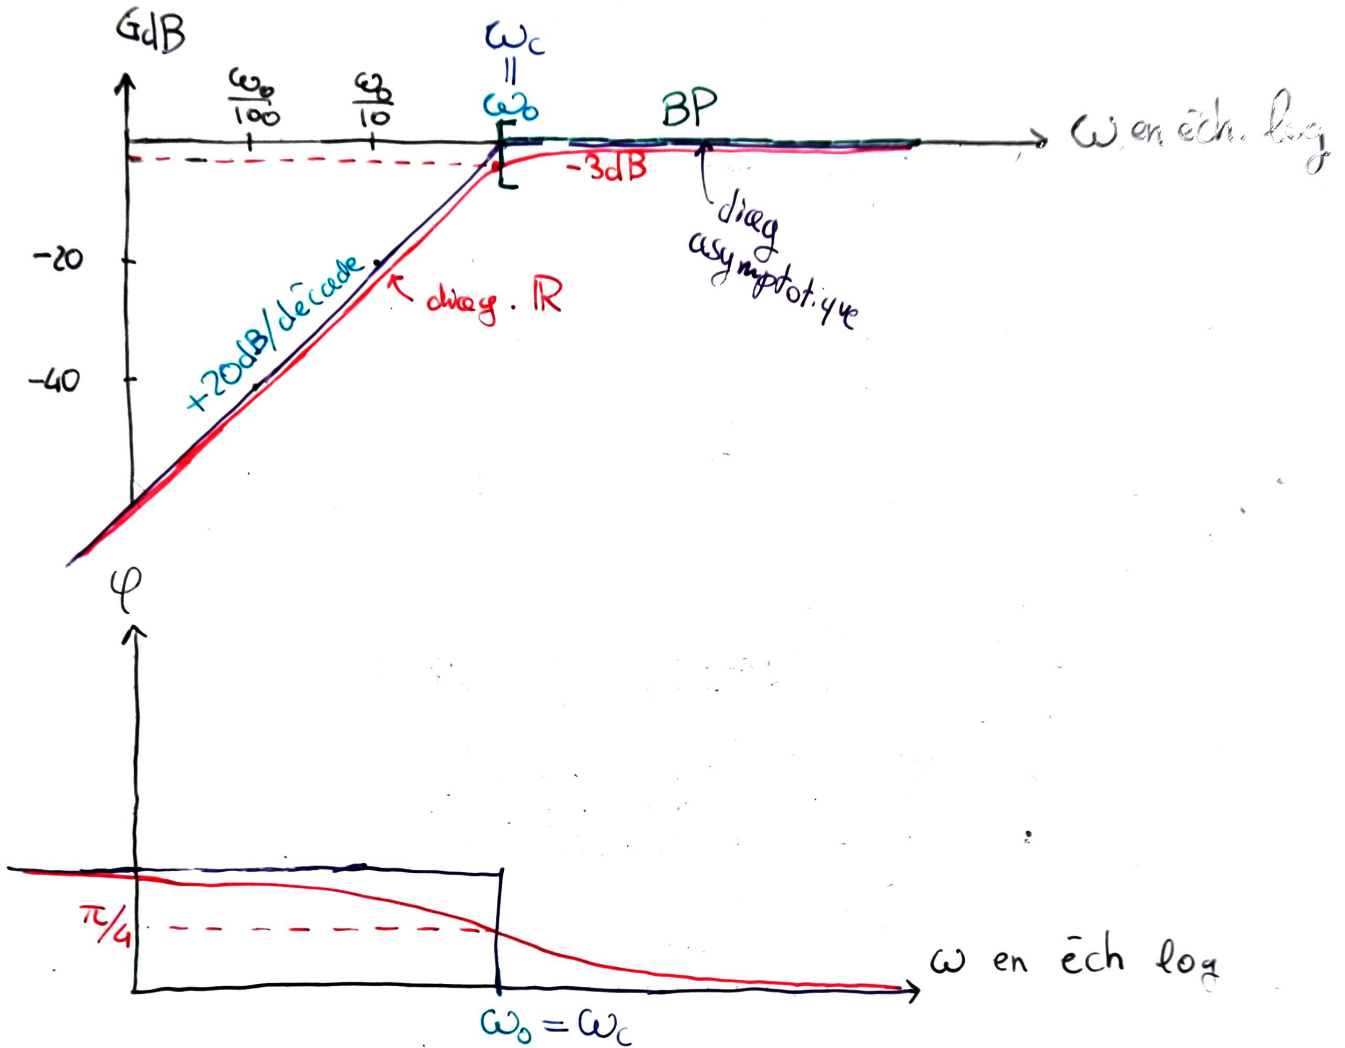 GdB
ωc
=
ω0/100
ω0/10
ω0
BP
ω en éch. log
-3dB
diag
asymptotique
-20
+20dB/décade
diag. ℝ
-40
φ
π/4
ω en éch log
ω0 = ωc